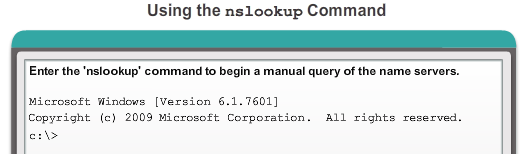 Using the nslookup Command
Enter the 'nslookup' command to begin a manual query of the name servers.
Microsoft Windows [Version 6.1.7601]
Copyright (c) 2009 Microsoft Corporation.  All rights reserved.
c:\>